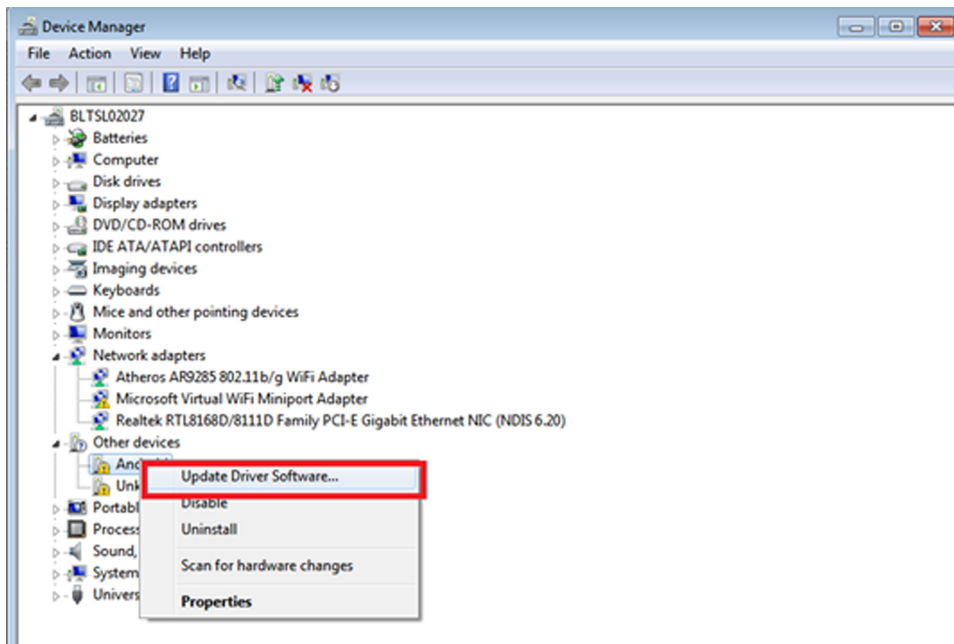 Device Manager
File Action View Help
BLTSL02027
Batteries
Computer
Disk drives
Display adapters
DVD/CD-ROM drives
IDE ATA/ATAPI controllers
Imaging devices
Keyboards
Mice and other pointing devices
Monitors
Network adapters
Atheros AR9285 802.11b/g WiFi Adapter
Microsoft Virtual WiFi Miniport Adapter
Realtek RTL8168D/8111D Family PCI-E Gigabit Ethernet NIC (NDIS 6.20)
Other devices
Update Driver Software...
Disable
Uninstall
Sound,
System
Scan for hardware changes
Properties